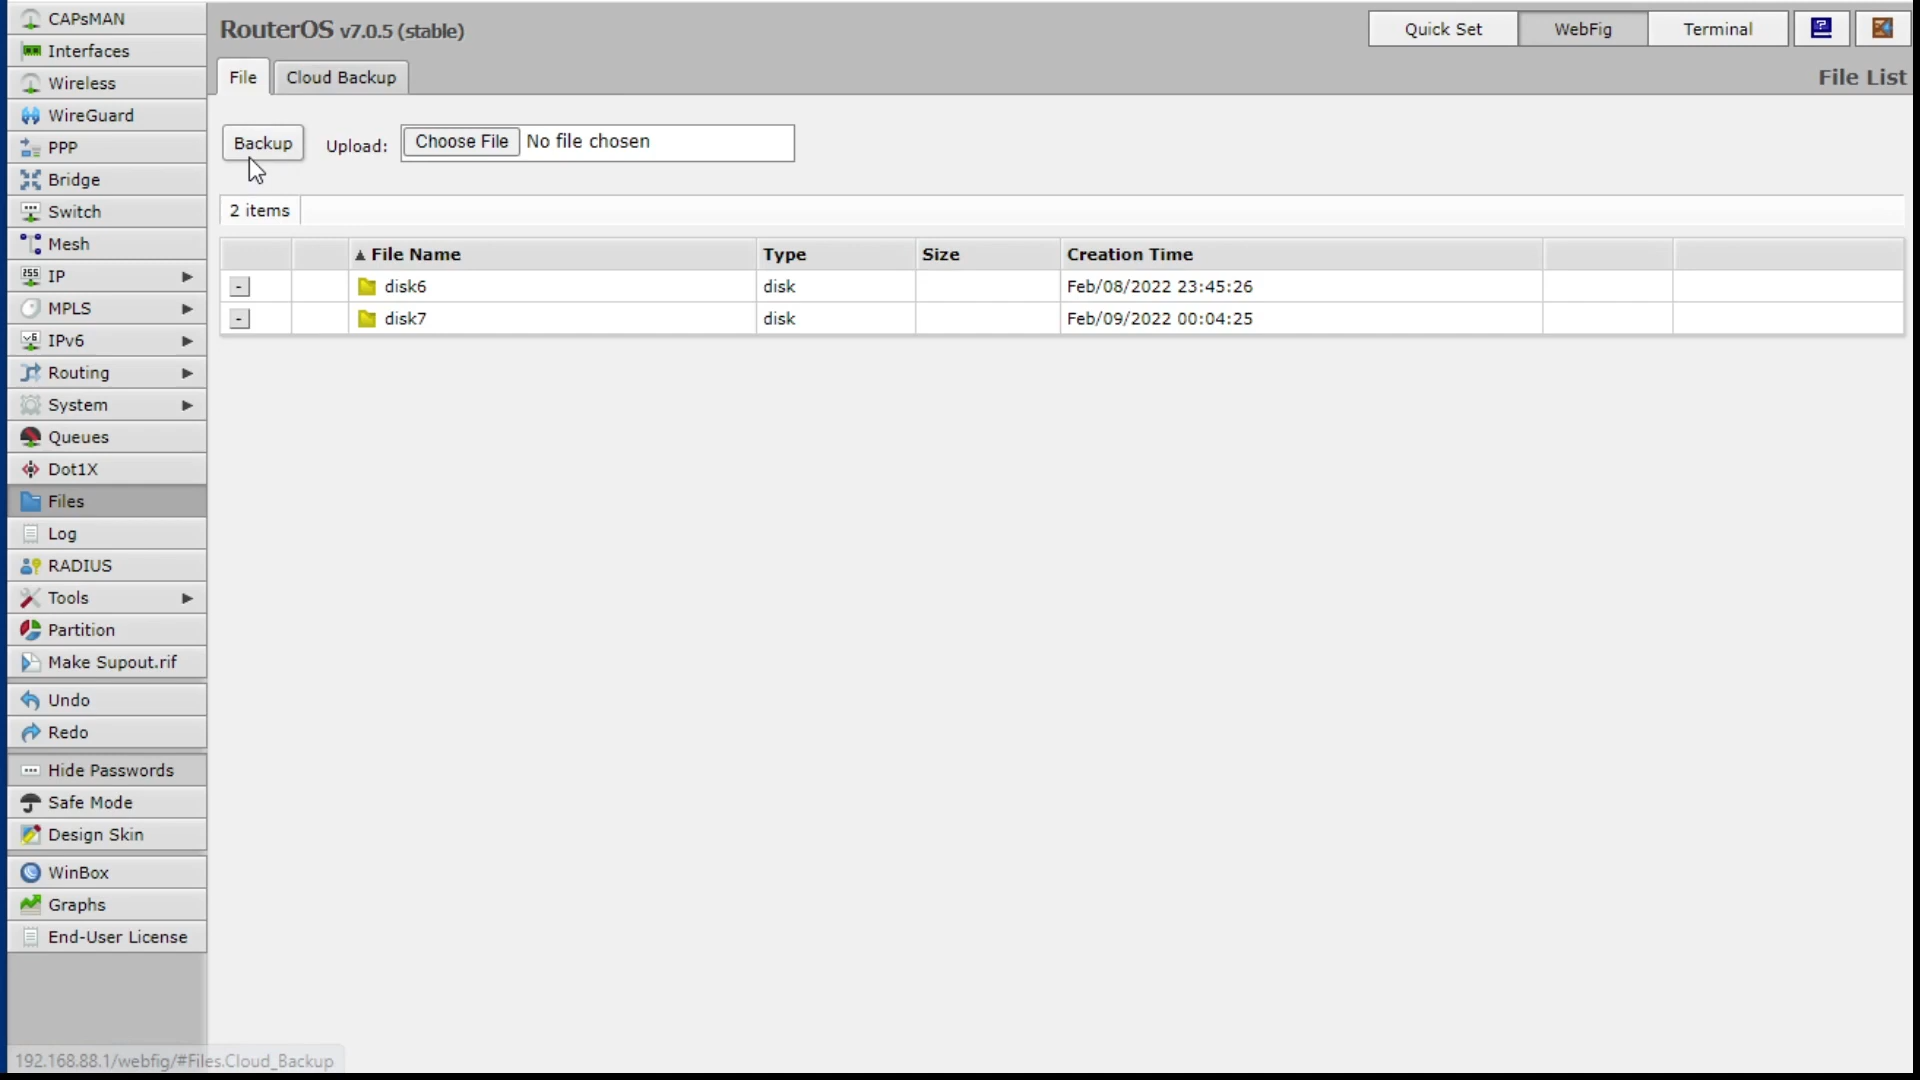 CAPsMAN
Interfaces
Wireless
WireGuard
PPP
Bridge
Switch
Mesh
IP
MPLS
IPv6
Routing
System
Queues
Dot1X
Files
Log
RADIUS
Tools
Partition
Make Supout.rif
Undo
Redo
Hide Passwords
Safe Mode
Design Skin
WinBox
Graphs
End-User License
RouterOS v7.0.5 (stable)
Quick Set WebFig Terminal
File Cloud Backup File List
Backup Upload: Choose File No file chosen
2 items
File Name Type Size Creation Time
- disk6 disk Feb/08/2022 23:45:26
- disk7 disk Feb/09/2022 00:04:25
192.168.88.1/webfig/#Files.Cloud_Backup